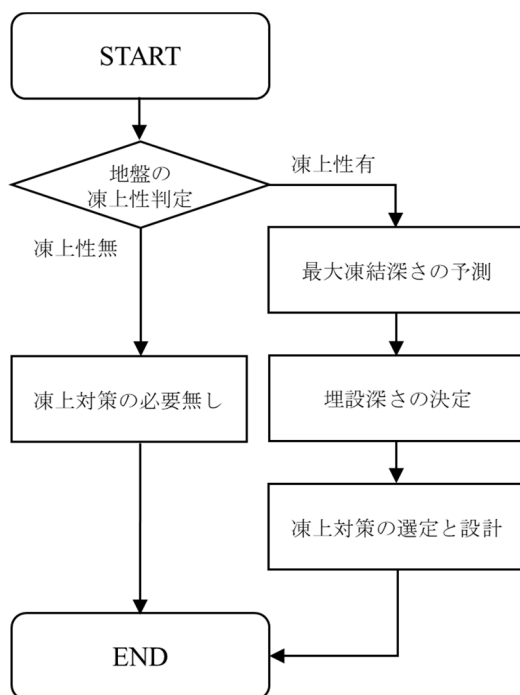 START
地盤の
凍上性判定
凍上性有
凍上性無
最大凍結深さの予測
凍上対策の必要無し
埋設深さの決定
凍上対策の選定と設計
END